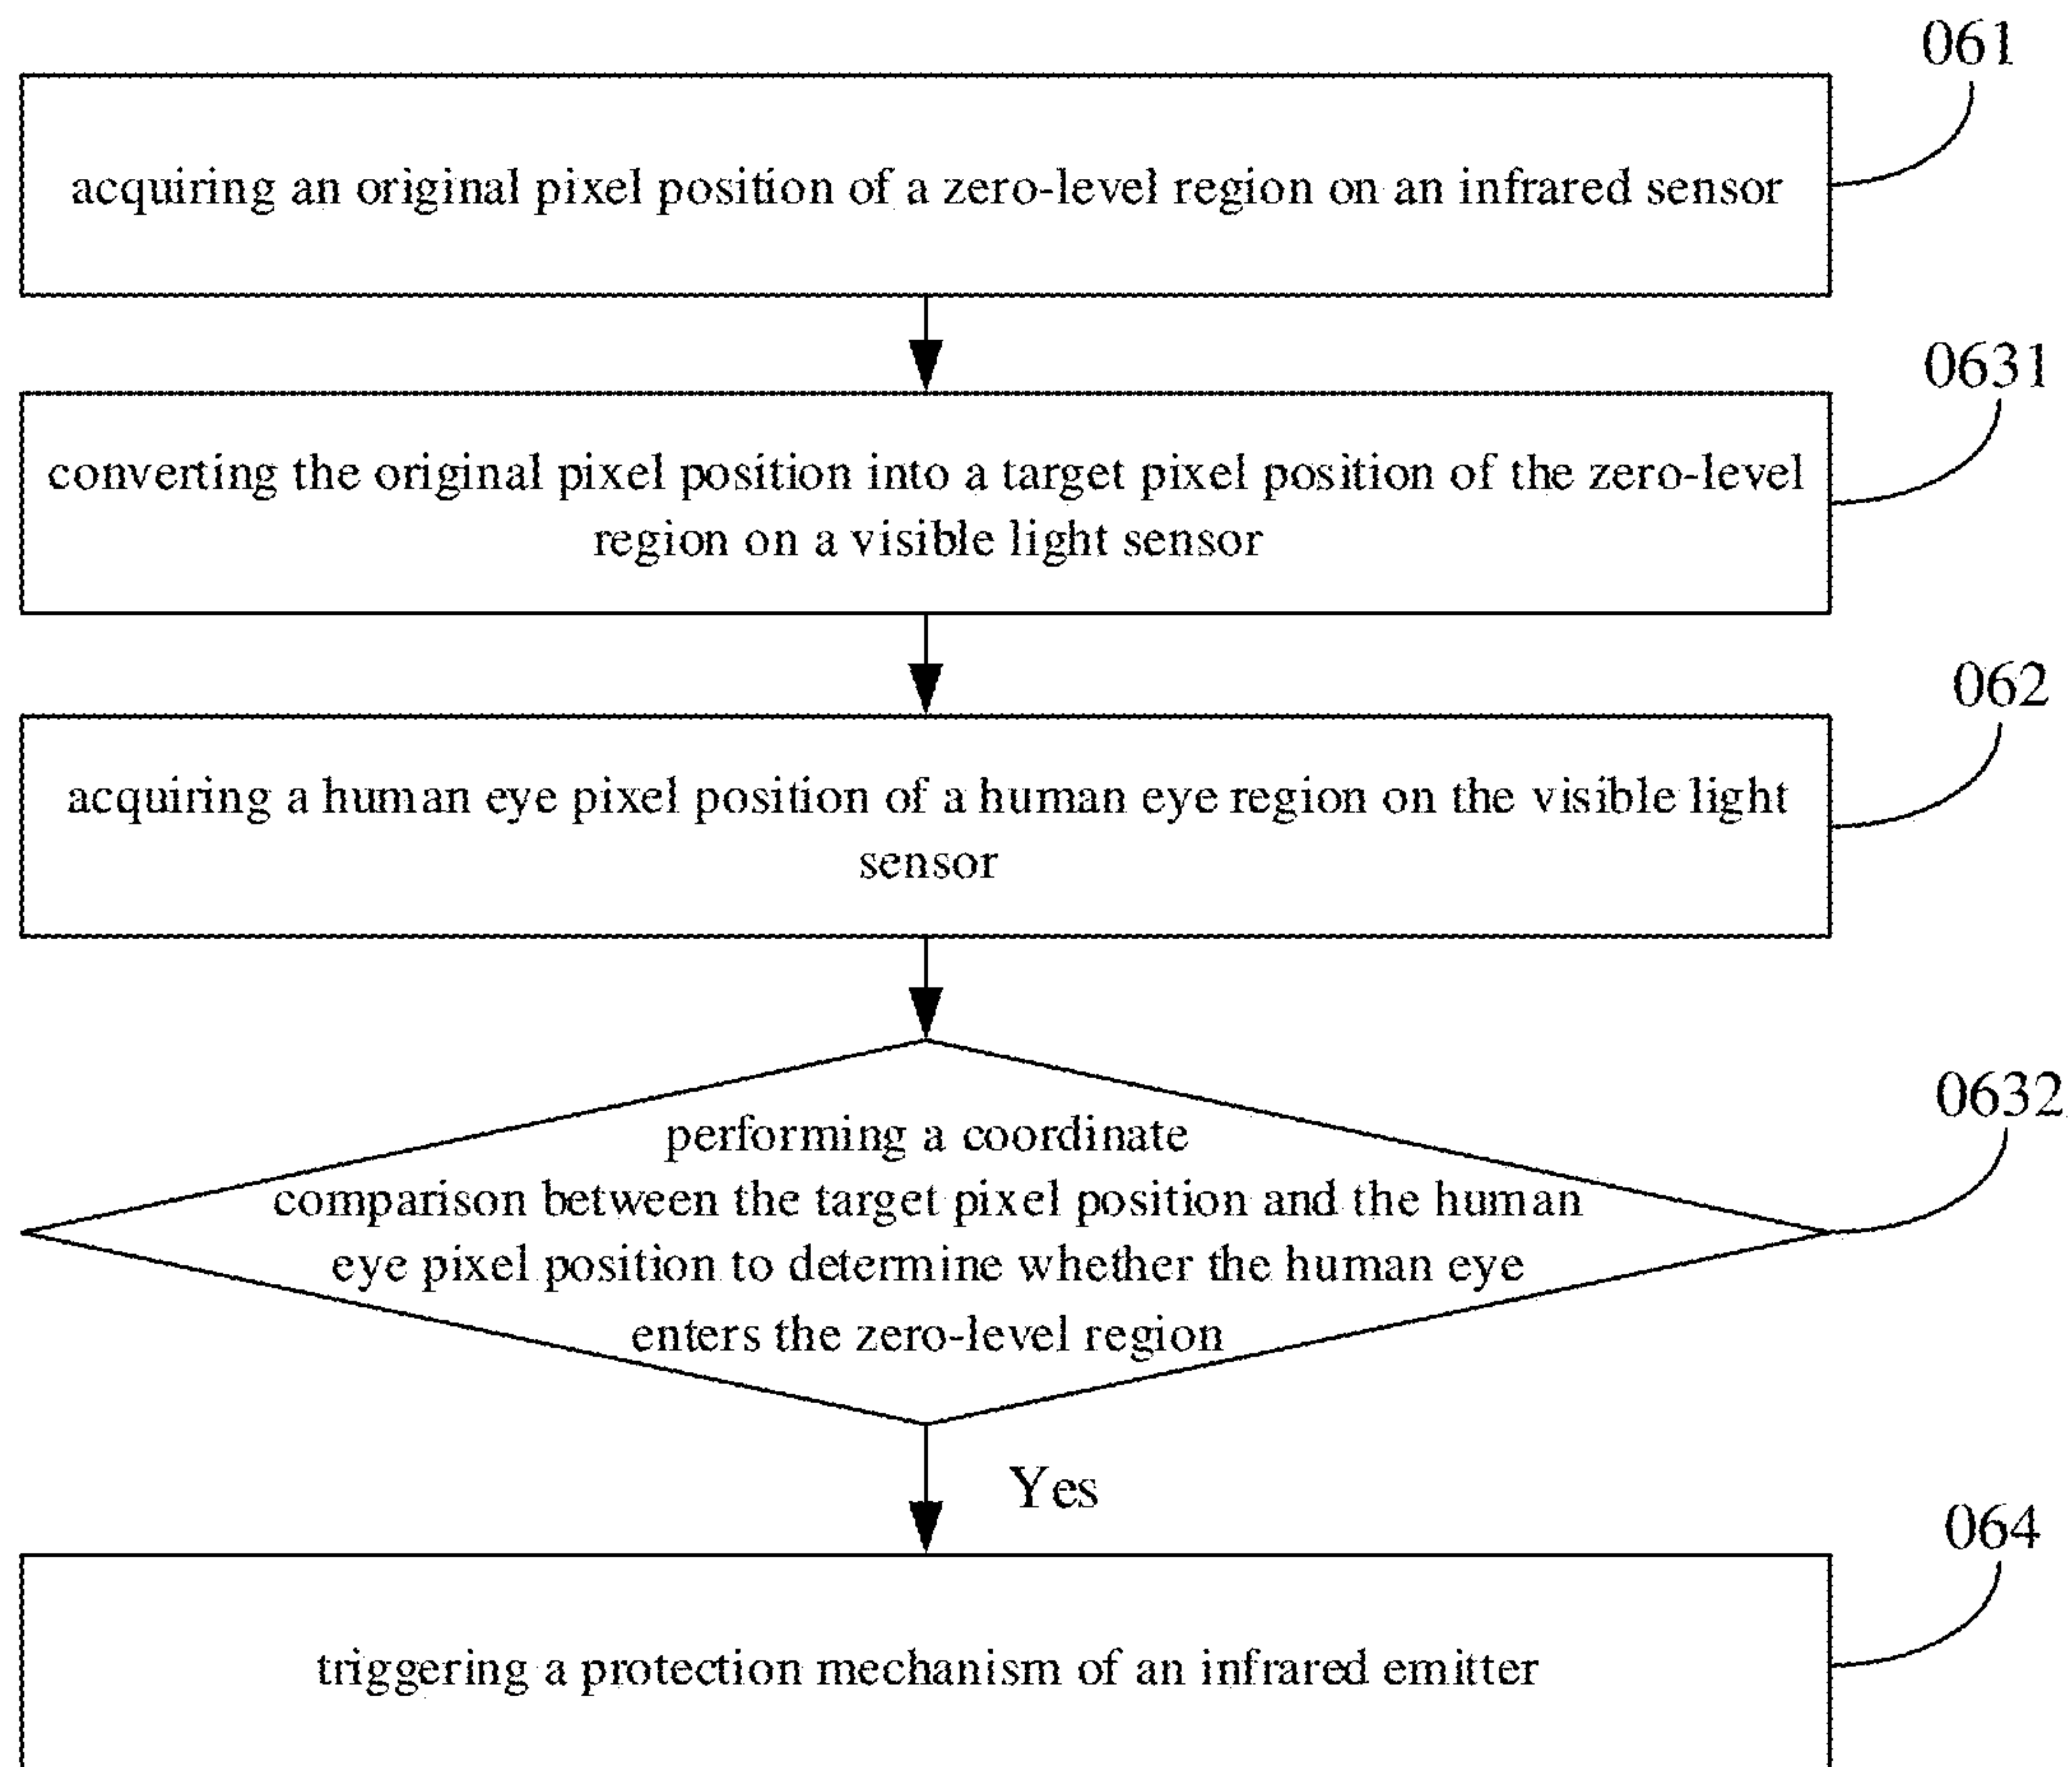 061
acquiring an original pixel position of a zero-level region on an infrared sensor
0631
converting the original pixel position into a target pixel position of the zero-level
region on a visible light sensor
062
acquiring a human eye pixel position of a human eye region on the visible light
sensor
0632
performing a coordinate
comparison between the target pixel position and the human
eye pixel position to determine whether the human eye
enters the zero-level region
Yes
064
triggering a protection mechanism of an infrared emitter